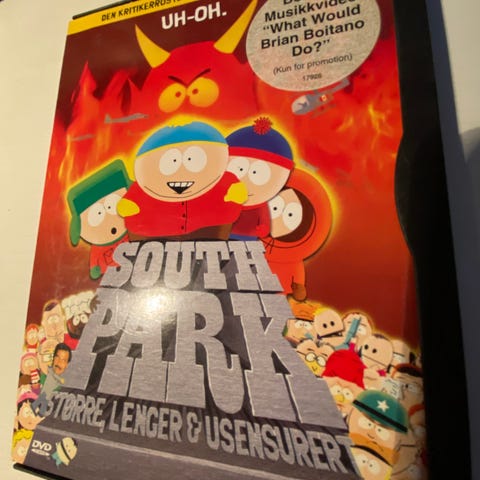 DEN KRITIKERROSTE
UH-OH.
Musikkvideo
"What Would
Brian Boitano
Do?"
(Kun for promotion)
17926
SOUTH
PARK
STØRRE, LENGER & USENSURERT
DVD